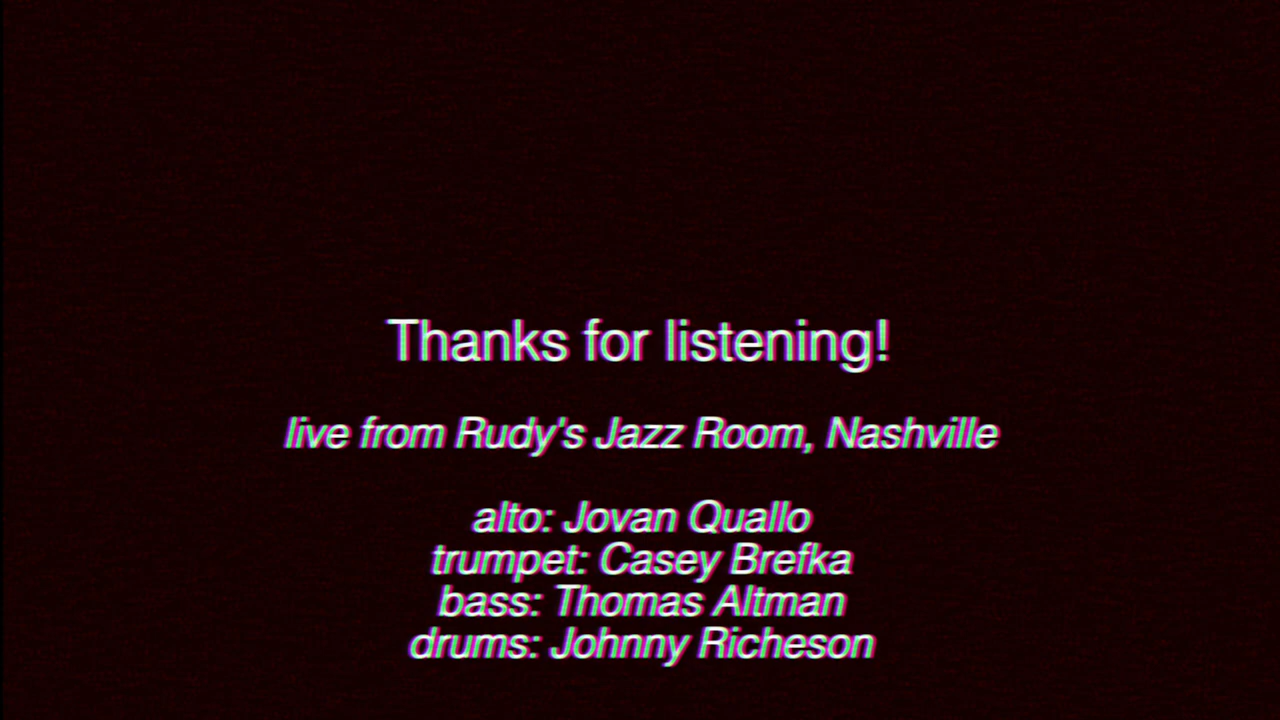 Thanks for listening!
live from Rudy's Jazz Room, Nashville
alto: Jovan Quallo
trumpet: Casey Brefka
bass: Thomas Altman
drums: Johnny Richeson